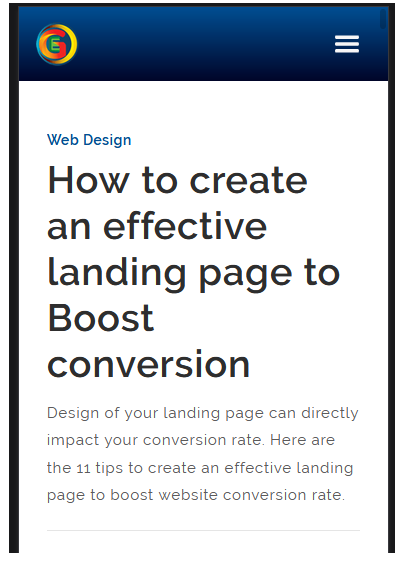 Web Design
How to create
an effective
landing page to
Boost
conversion
Design of your landing page can directly
impact your conversion rate. Here are
the 11 tips to create an effective landing
page to boost website conversion rate.